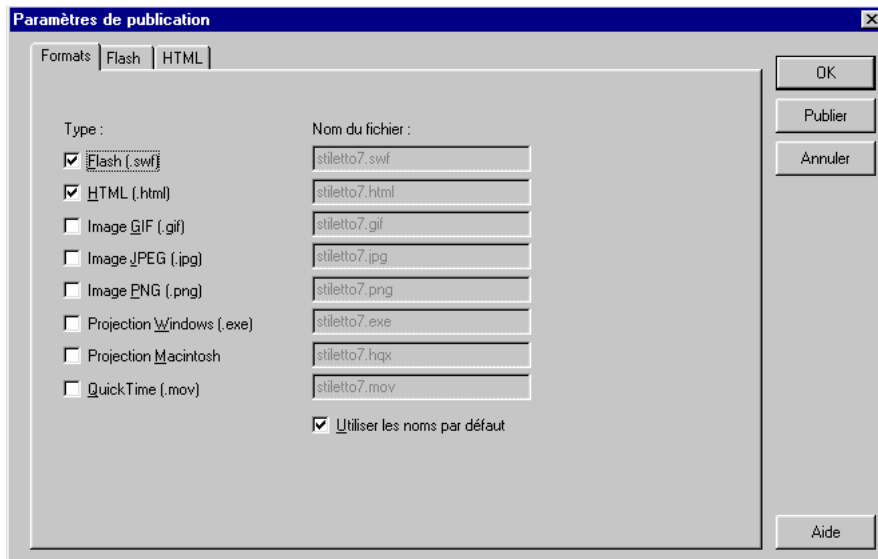 Paramètres de publication
Formats Flash HTML
OK
Publier
Annuler
Type : Nom du fichier :
Flash (.swf) stiletto7.swf
HTML (.html) stiletto7.html
Image GIF (.gif) stiletto7.gif
Image JPEG (.jpg) stiletto7.jpg
Image PNG (.png) stiletto7.png
Projection Windows (.exe) stiletto7.exe
Projection Macintosh stiletto7.hqx
QuickTime (.mov) stiletto7.mov
Utiliser les noms par défaut
Aide